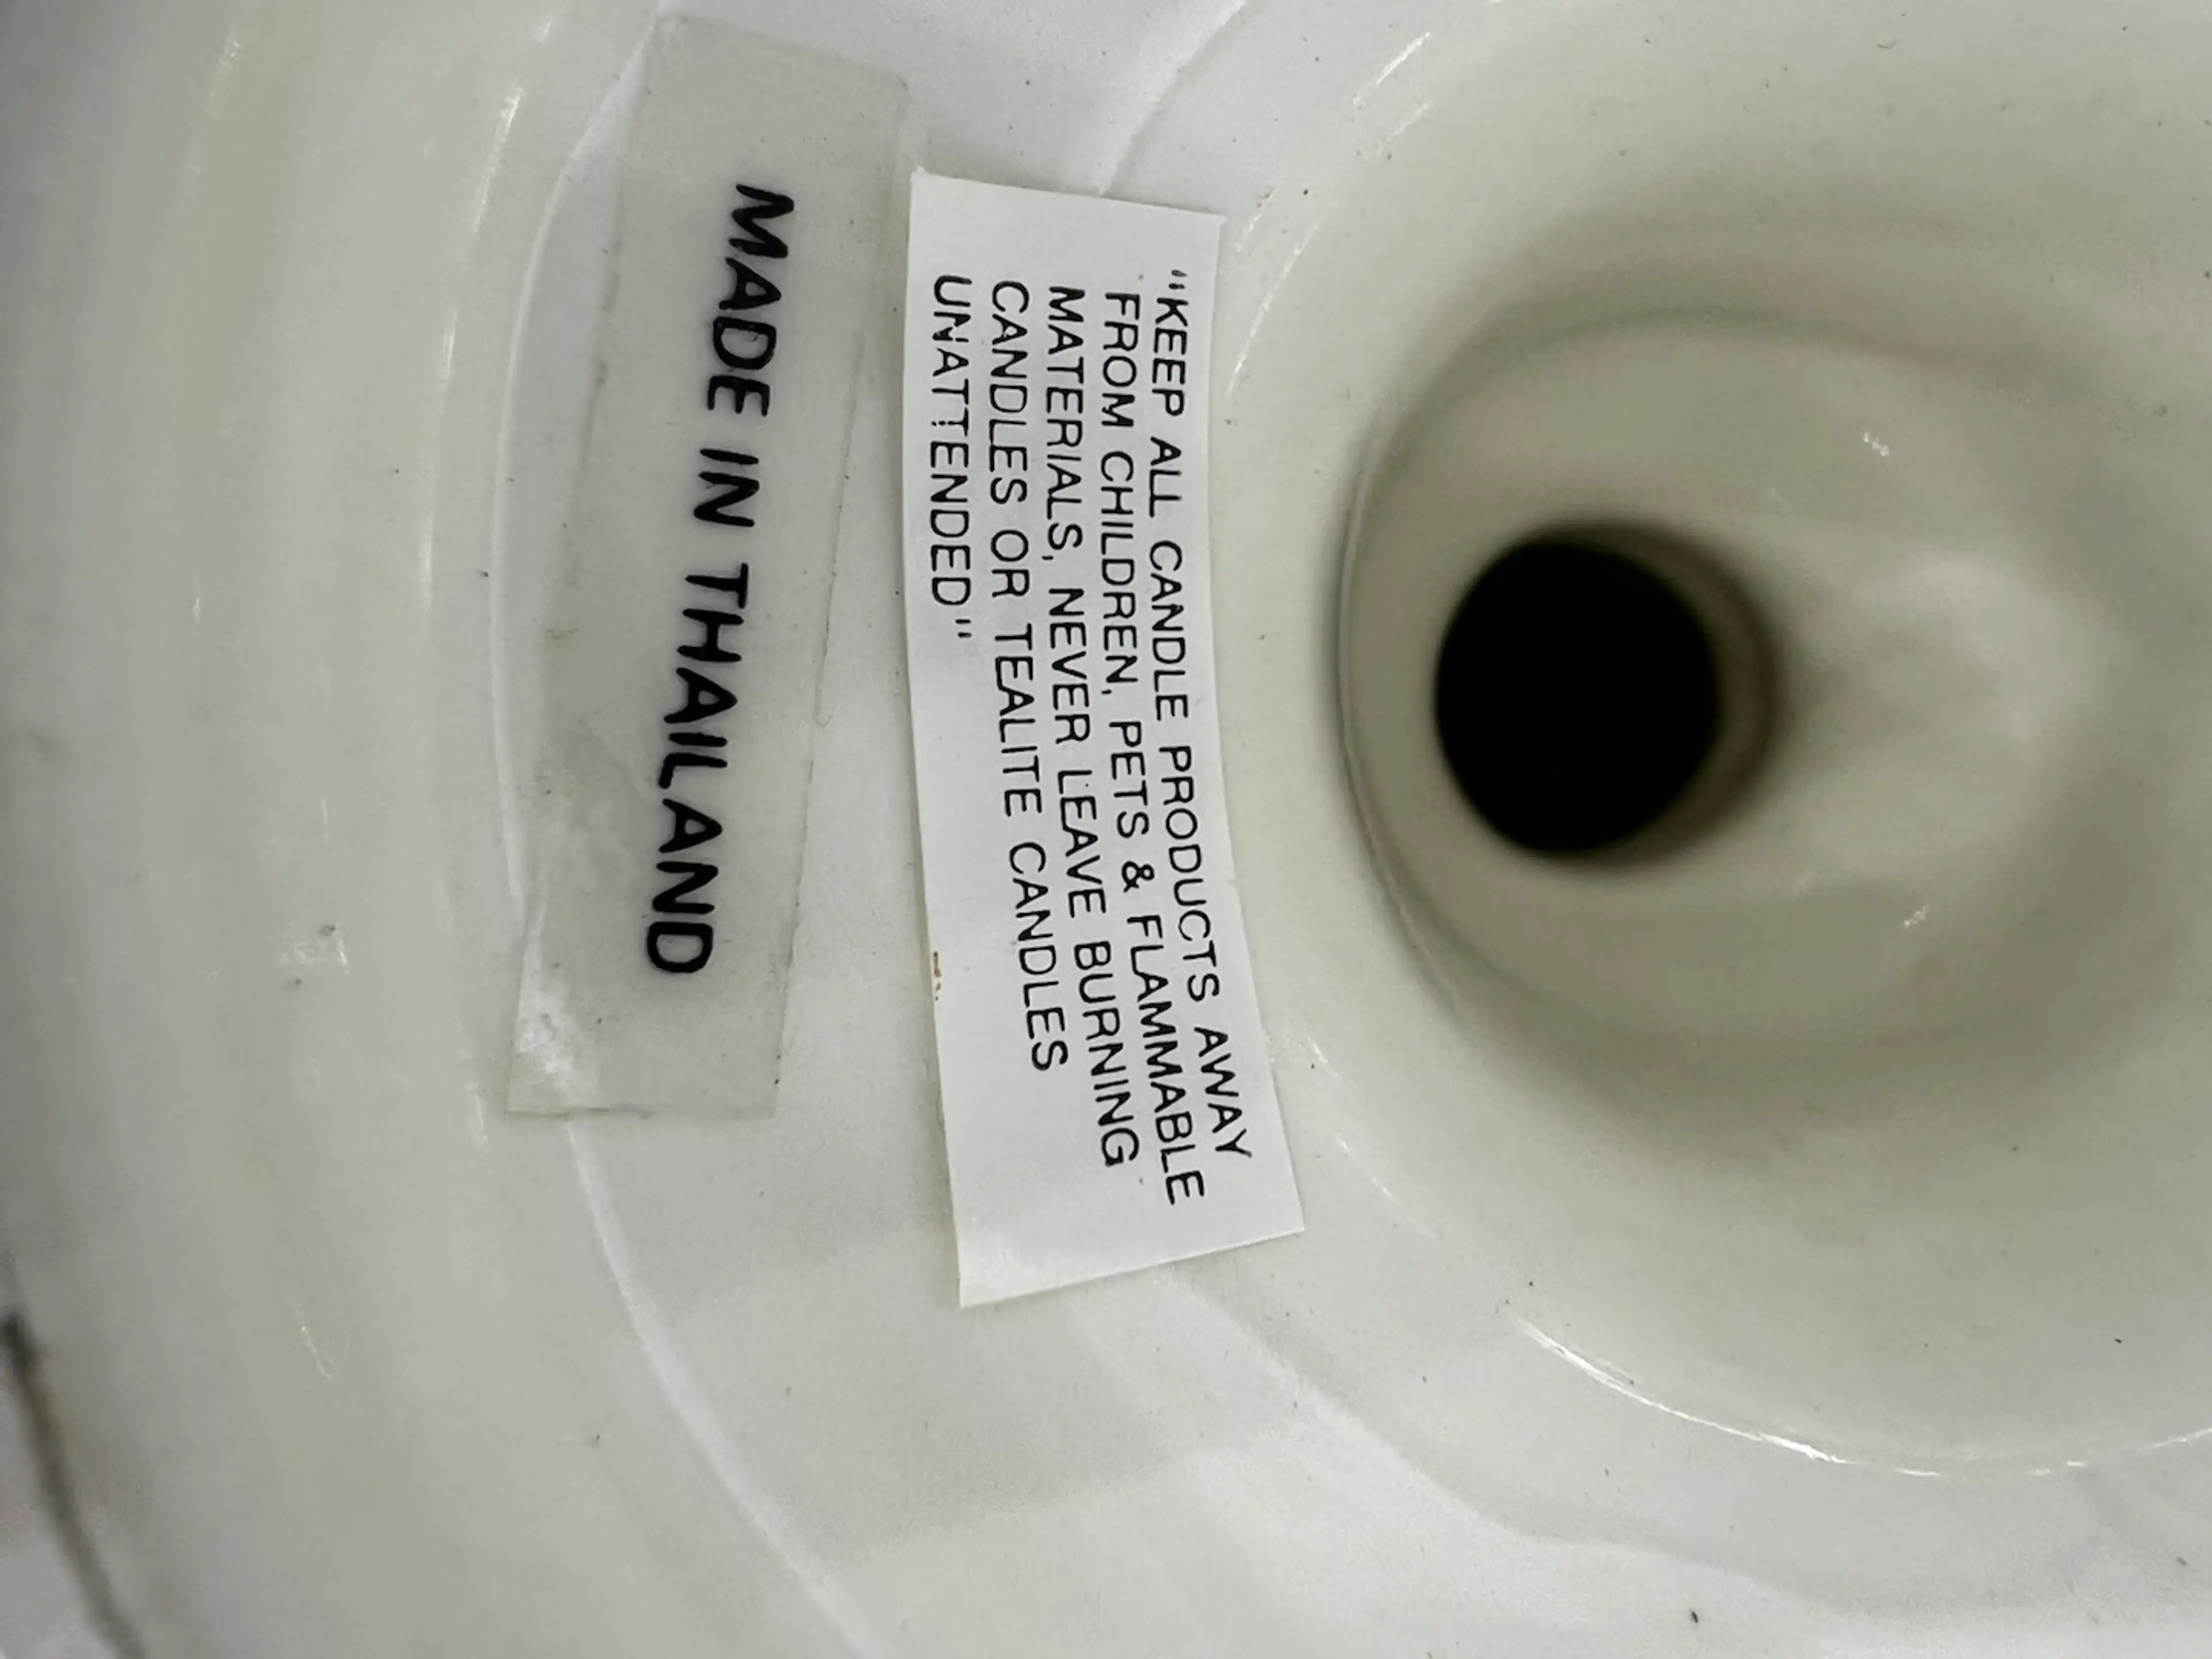 "KEEP ALL CANDLE PRODUCTS AWAY
FROM CHILDREN, PETS & FLAMMABLE
MATERIALS, NEVER LEAVE BURNING
CANDLES OR TEALITE CANDLES
UNATTENDED"
MADE IN THAILAND